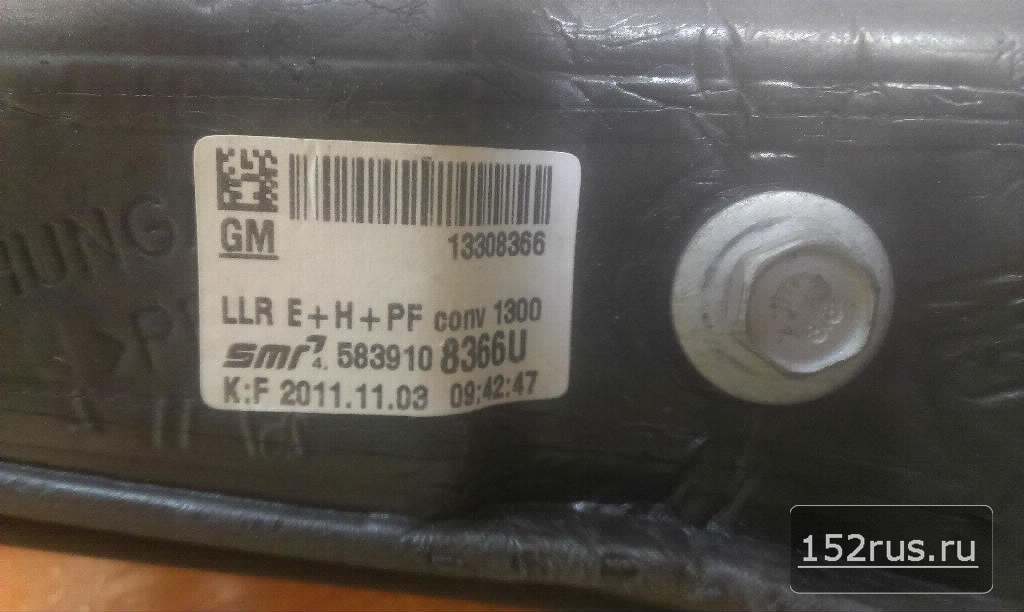 GM
13308366
LLR E+H+PF conv 1300
smr 4. 583910 8366U
K:F 2011.11.03 09:42:47
152rus.ru